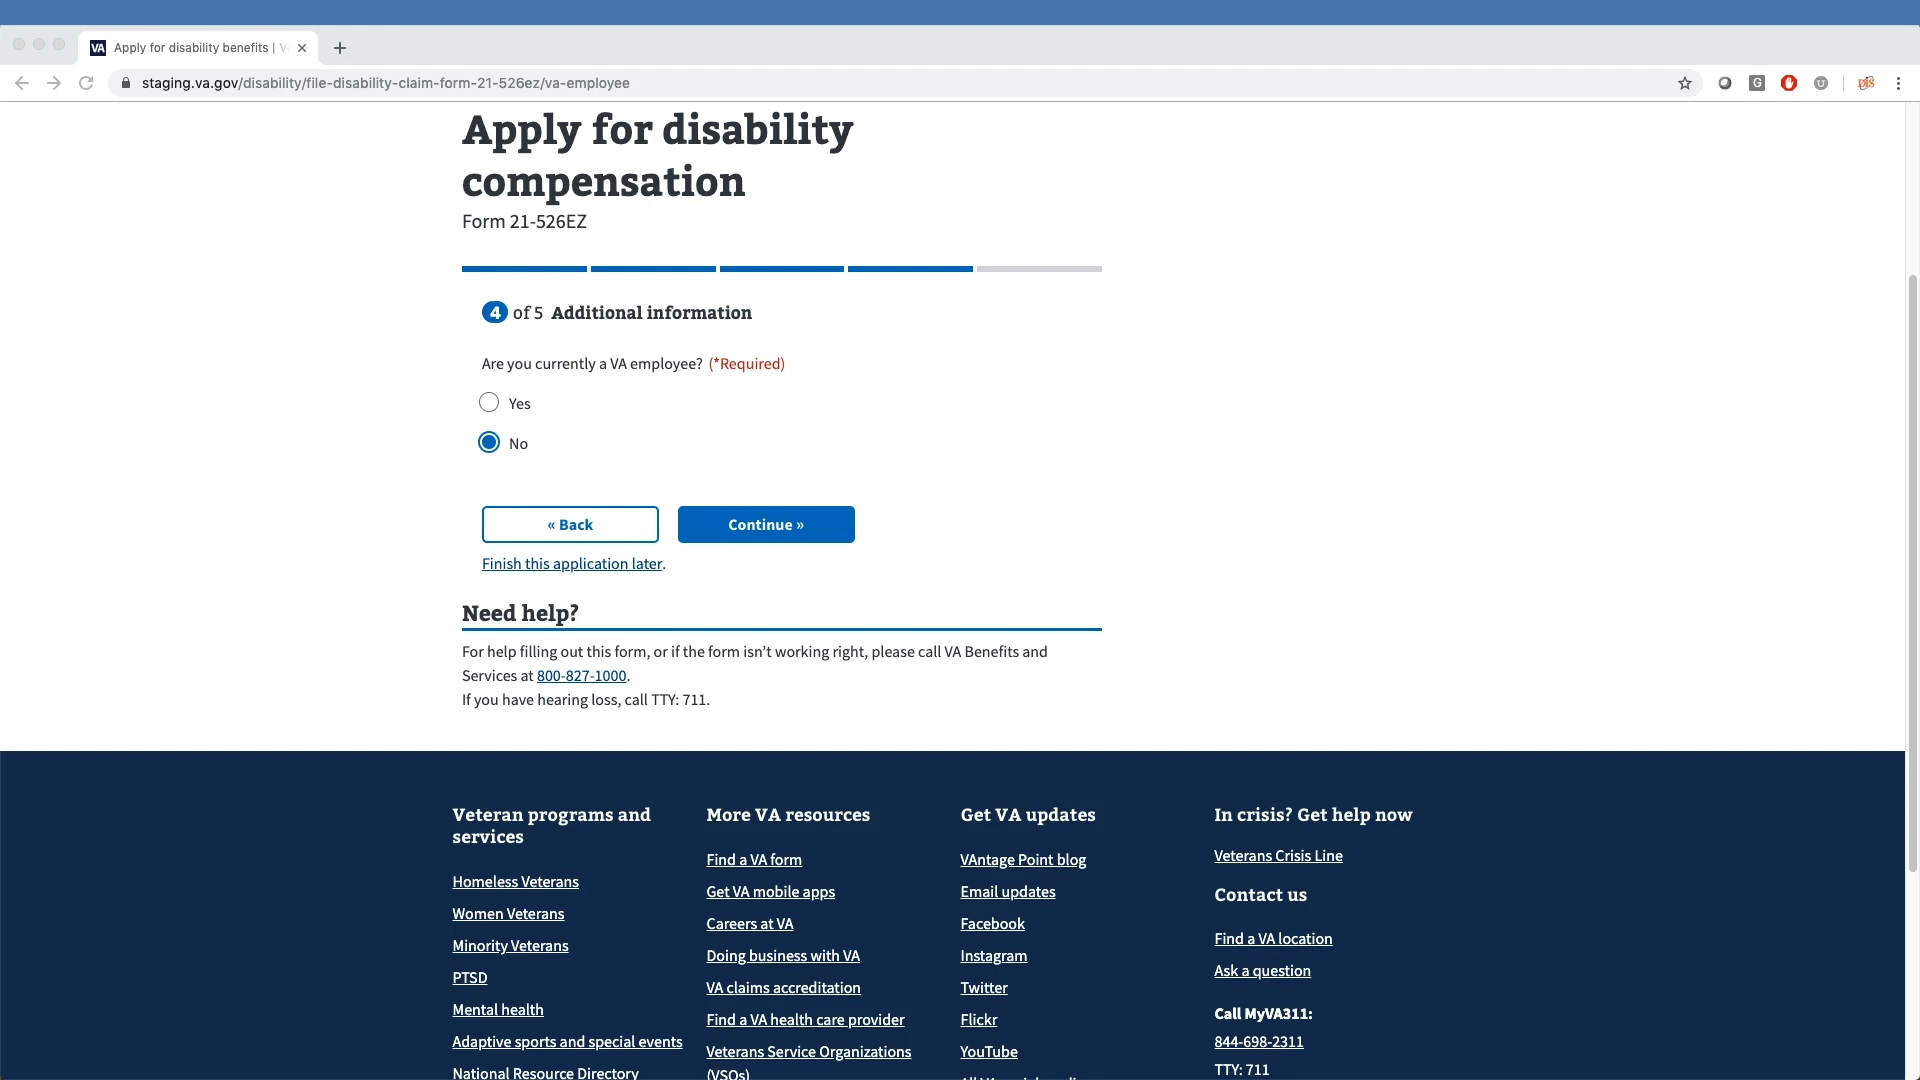 VA Apply for disability benefits | V
staging.va.gov/disability/file-disability-claim-form-21-526ez/va-employee
Apply for disability
compensation
Form 21-526EZ
4 of 5 Additional information
Are you currently a VA employee? (*Required)
Yes
No
« Back
Continue »
Finish this application later.
Need help?
For help filling out this form, or if the form isn’t working right, please call VA Benefits and
Services at 800-827-1000.
If you have hearing loss, call TTY: 711.
Veteran programs and
services
Homeless Veterans
Women Veterans
Minority Veterans
PTSD
Mental health
Adaptive sports and special events
National Resource Directory
More VA resources
Find a VA form
Get VA mobile apps
Careers at VA
Doing business with VA
VA claims accreditation
Find a VA health care provider
Veterans Service Organizations
(VSOs)
Get VA updates
VAntage Point blog
Email updates
Facebook
Instagram
Twitter
Flickr
YouTube
In crisis? Get help now
Veterans Crisis Line
Contact us
Find a VA location
Ask a question
Call MyVA311:
844-698-2311
TTY: 711